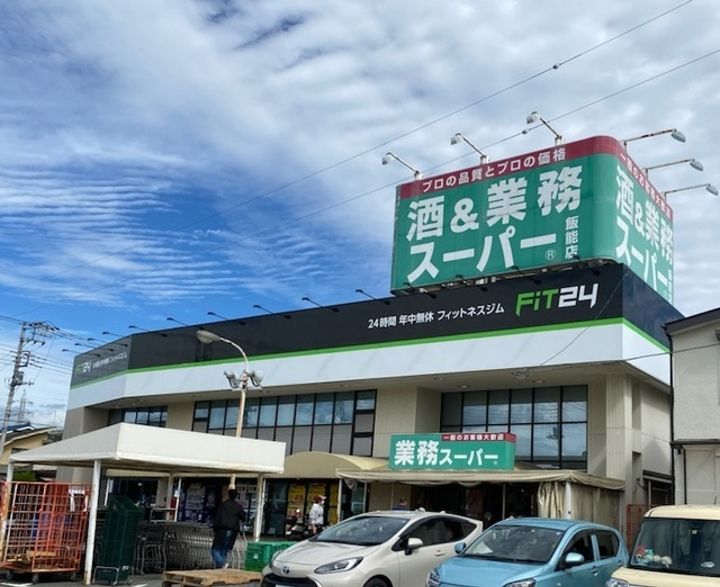 プロの品質とプロの価格
酒&業務
スーパー®
飯能店
酒&業務
スーパー
24時間 年中無休 フィットネスジム FiT24
FiT24
一般のお客様大歓迎
業務スーパー